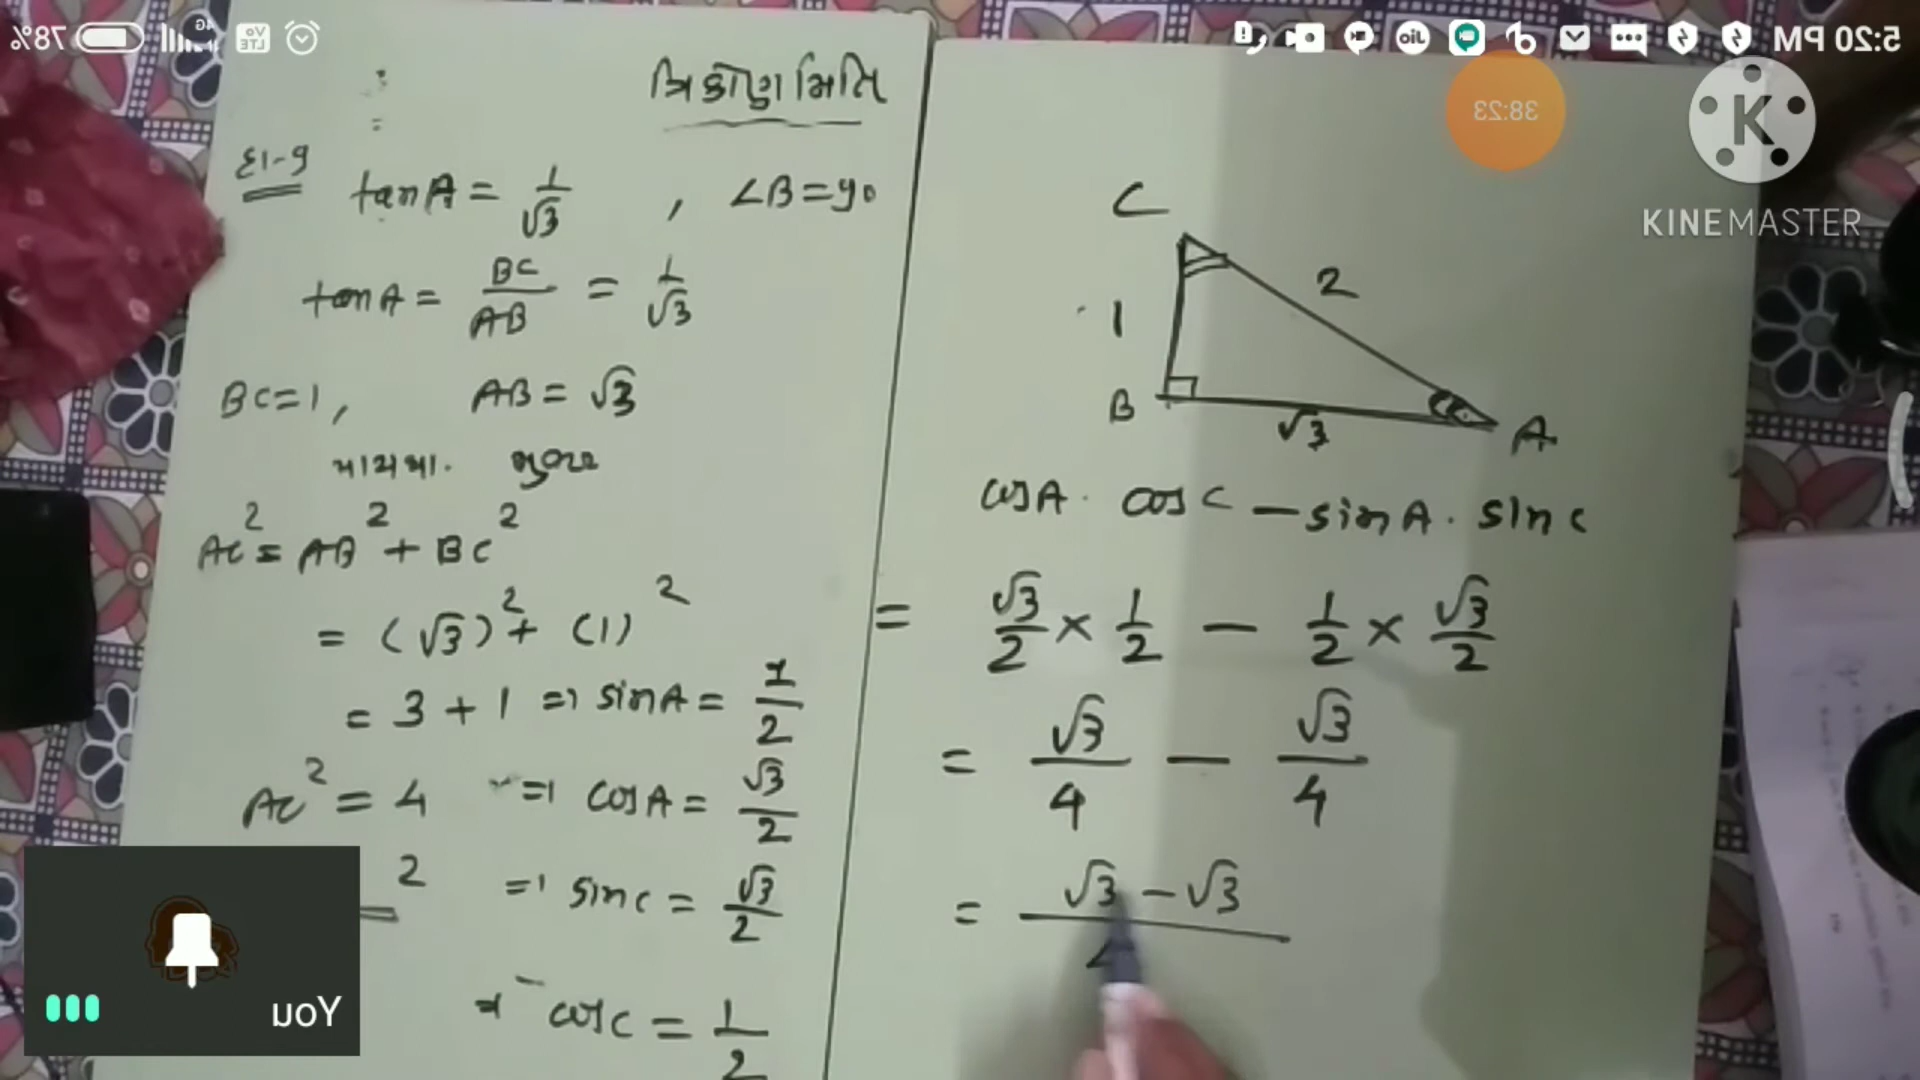 5:20 PM
78%
4G
VoLTE
38:23
KINEMASTER
You
ત્રિકોણમિતિ
દા-9 tanA = 1/√3 , ∠B = 90
tanA = BC/AB = 1/√3
BC = 1, AB = √3
AC² = AB² + BC²
= (√3)² + (1)²
= 3 + 1 ⇒ sinA = 1/2
AC² = 4 ⇒ cosA = √3/2
2 ⇒ sinC = √3/2
cosC = 1/2
C
2
1
B
√3
A
cosA · cosC − sinA · sinC
= √3/2 × 1/2 − 1/2 × √3/2
= √3/4 − √3/4
= √3 − √3